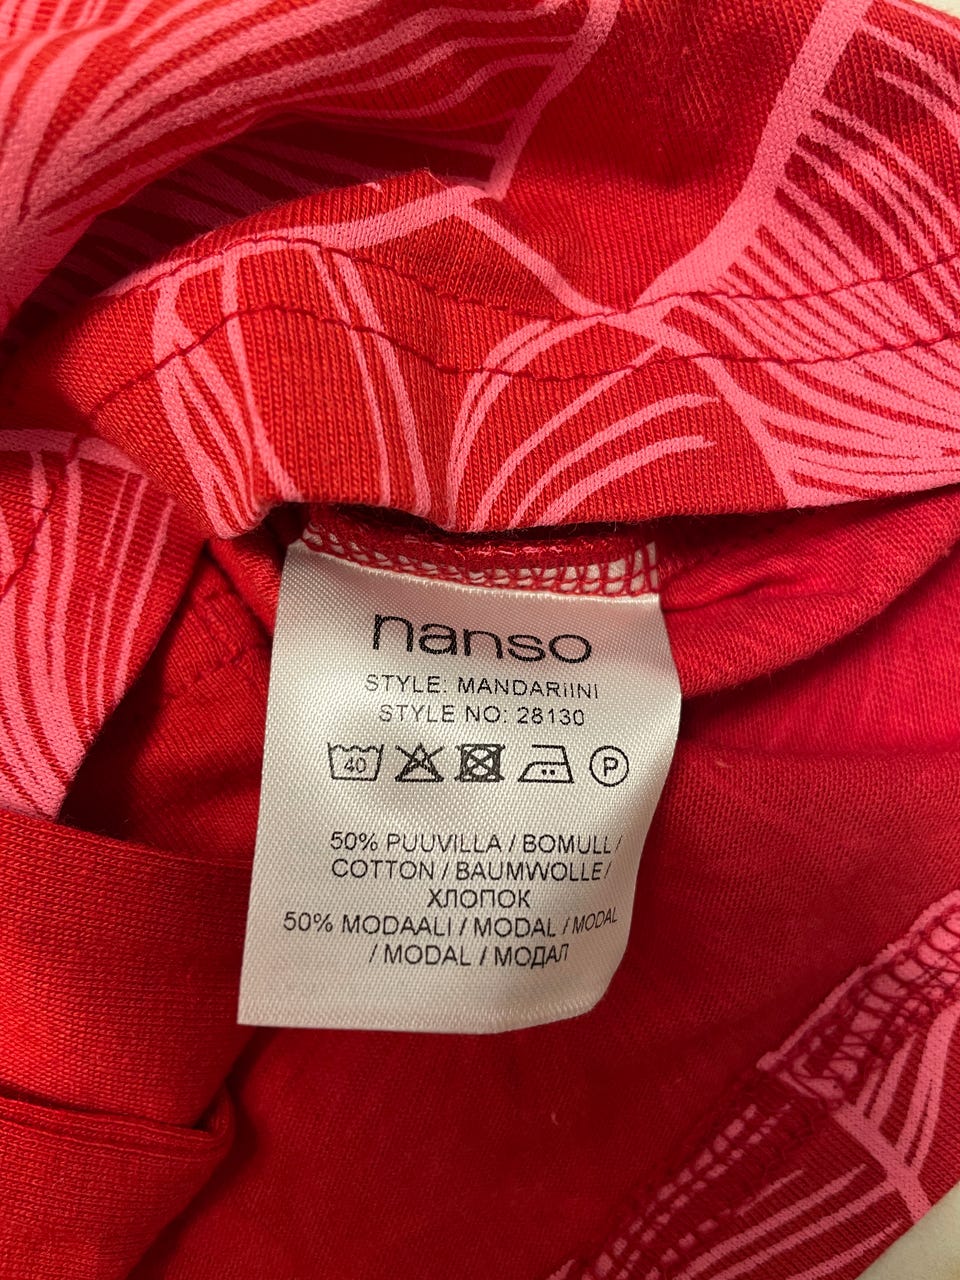 nanso
STYLE: MANDARIINI
STYLE NO: 28130
40 P
50% PUUVILLA / BOMULL /
COTTON / BAUMWOLLE /
ХЛОПОК
50% MODAALI / MODAL / MODAL
/ MODAL / МОДАЛ